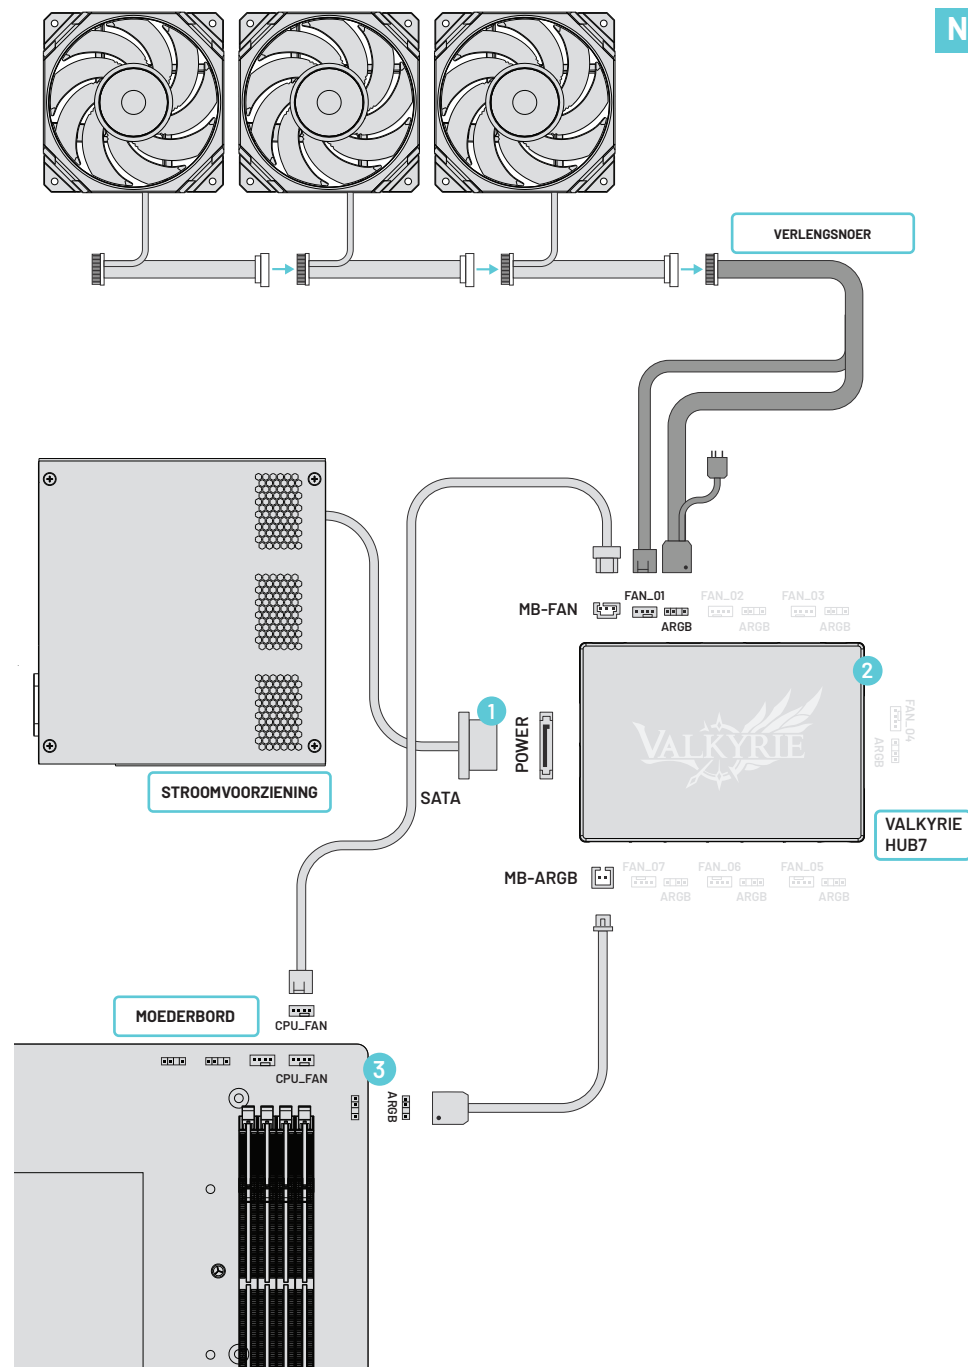 N
VERLENGSNOER
FAN_01
FAN_02
FAN_03
MB-FAN
ARGB
ARGB
ARGB
2
1
POWER
VALKYRIE
FAN_04
ARGB
STROOMVOORZIENING
SATA
VALKYRIE
HUB7
MB-ARGB
FAN_07
FAN_06
FAN_05
ARGB
ARGB
ARGB
MOEDERBORD
CPU_FAN
CPU_FAN
3
ARGB